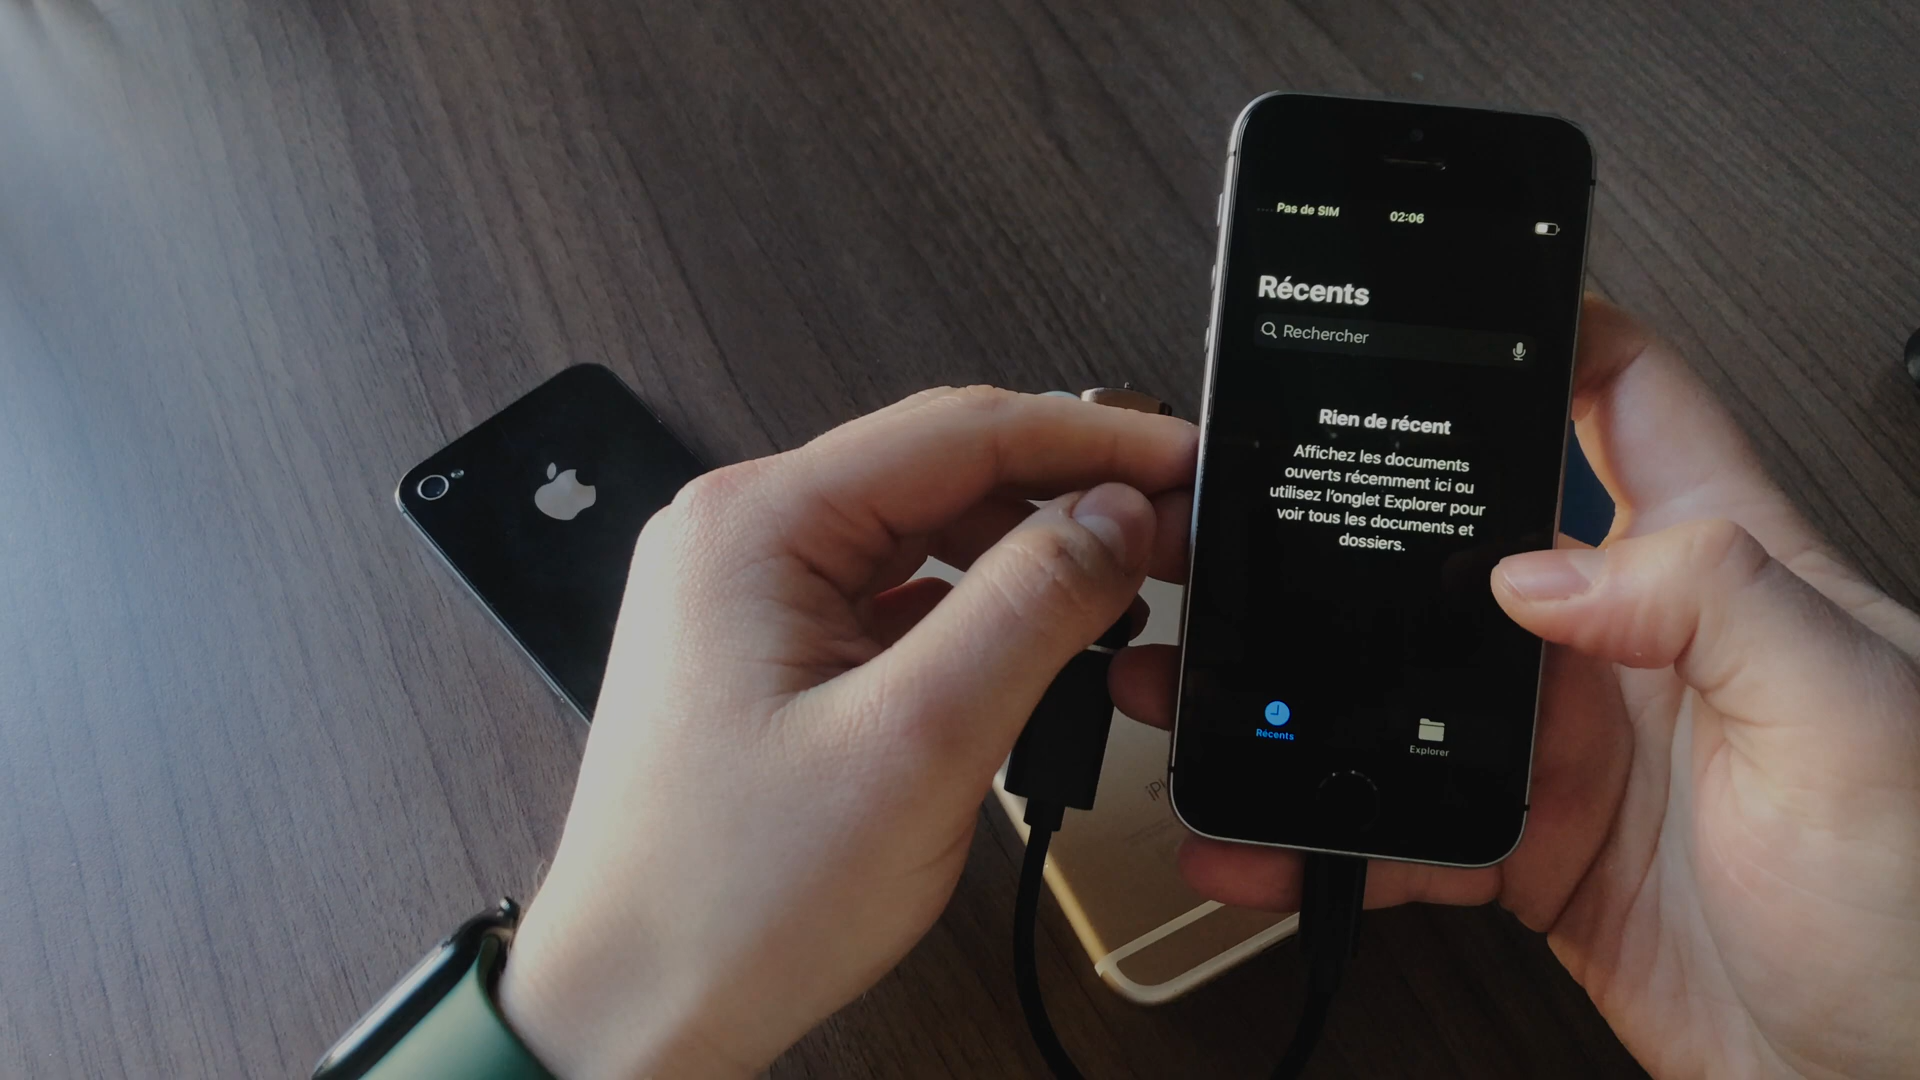 Pas de SIM 02:06
Récents
Rechercher
Rien de récent
Affichez les documents
ouverts récemment ici ou
utilisez l'onglet Explorer pour
voir tous les documents et
dossiers.
Récents Explorer